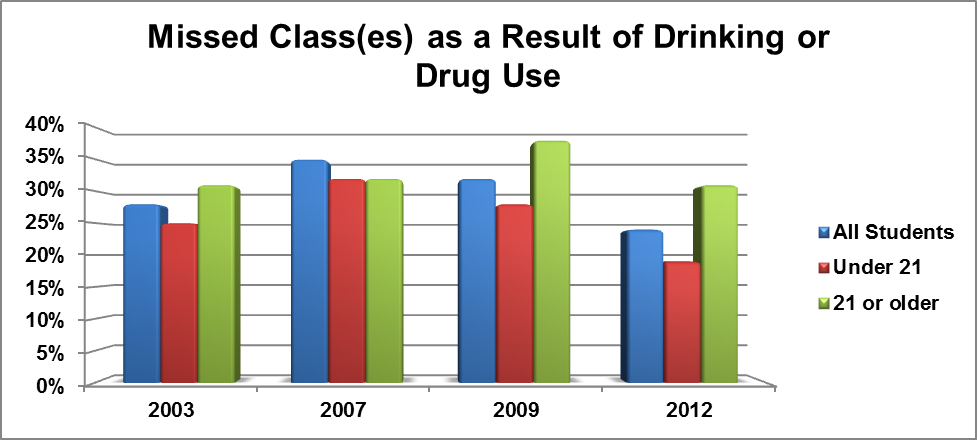 Missed Class(es) as a Result of Drinking or
Drug Use
40%
35%
30%
25%
20%
15%
10%
5%
0%
2003 2007 2009 2012
All Students
Under 21
21 or older